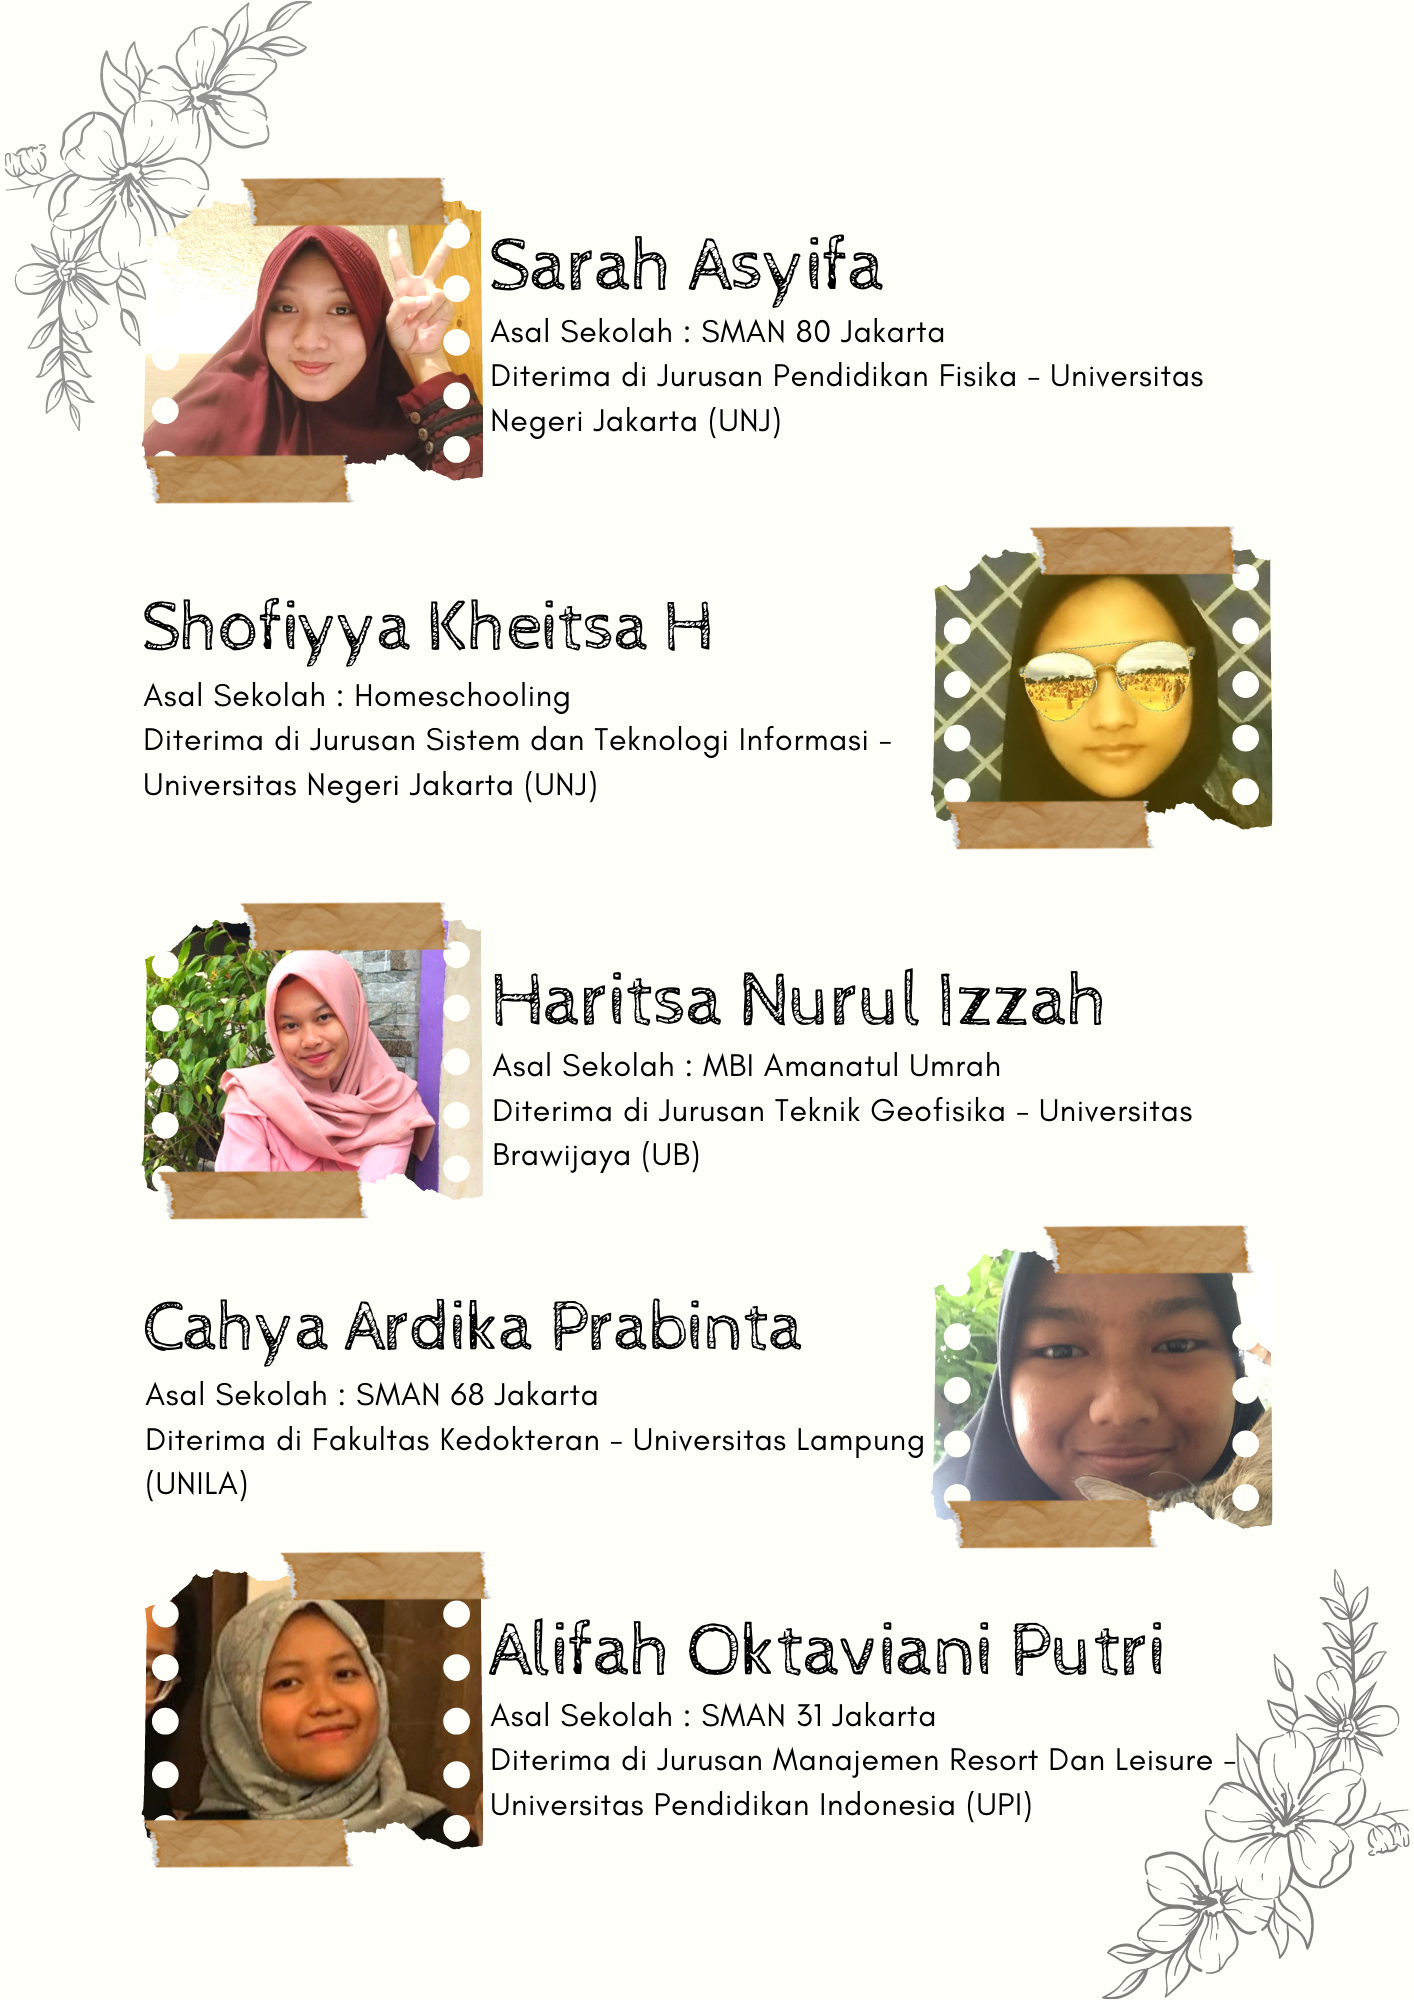 Sarah Asyifa
Asal Sekolah : SMAN 80 Jakarta
Diterima di Jurusan Pendidikan Fisika - Universitas
Negeri Jakarta (UNJ)
Shofiyya Kheitsa H
Asal Sekolah : Homeschooling
Diterima di Jurusan Sistem dan Teknologi Informasi -
Universitas Negeri Jakarta (UNJ)
Haritsa Nurul Izzah
Asal Sekolah : MBI Amanatul Umrah
Diterima di Jurusan Teknik Geofisika - Universitas
Brawijaya (UB)
Cahya Ardika Prabinta
Asal Sekolah : SMAN 68 Jakarta
Diterima di Fakultas Kedokteran - Universitas Lampung
(UNILA)
Alifah Oktaviani Putri
Asal Sekolah : SMAN 31 Jakarta
Diterima di Jurusan Manajemen Resort Dan Leisure -
Universitas Pendidikan Indonesia (UPI)